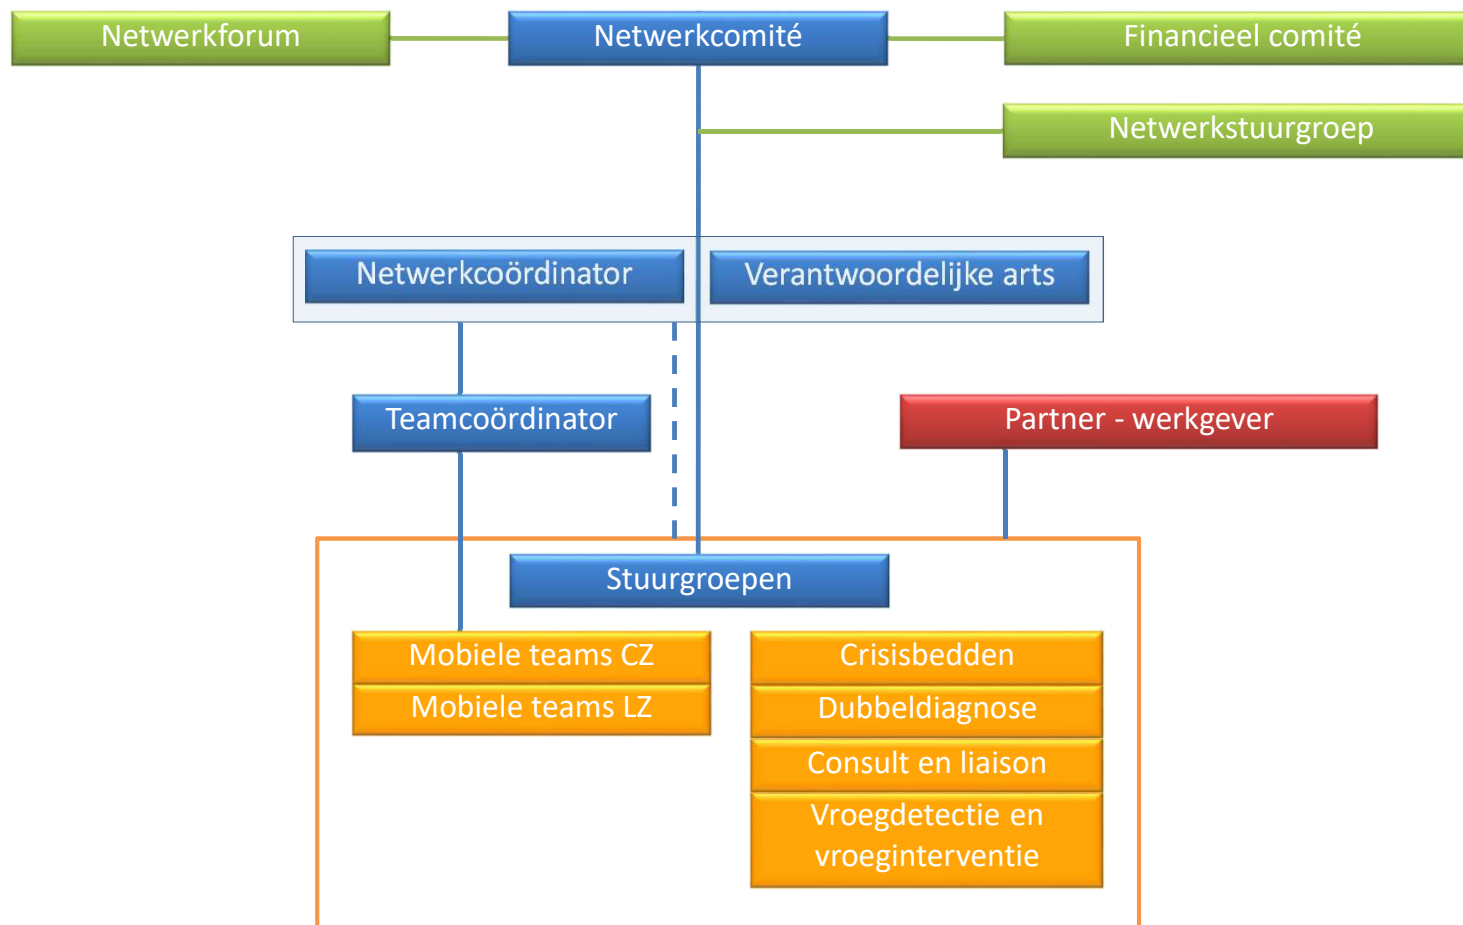 Netwerkforum
Netwerkcomité
Financieel comité
Netwerkstuurgroep
Netwerkcoördinator
Verantwoordelijke arts
Teamcoördinator
Partner - werkgever
Stuurgroepen
Mobiele teams CZ
Mobiele teams LZ
Crisisbedden
Dubbeldiagnose
Consult en liaison
Vroegdetectie en
vroeginterventie